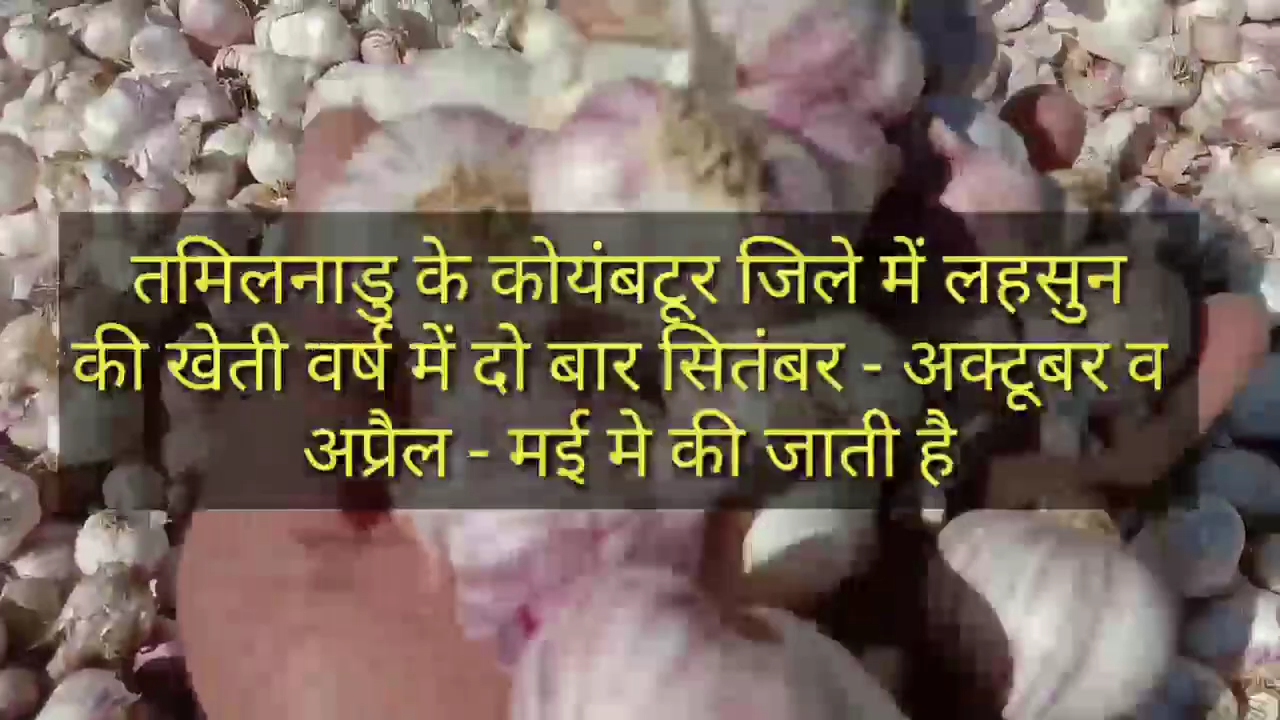 तमिलनाडु के कोयंबटूर जिले में लहसुन
की खेती वर्ष में दो बार सितंबर - अक्टूबर व
अप्रैल - मई मे की जाती है